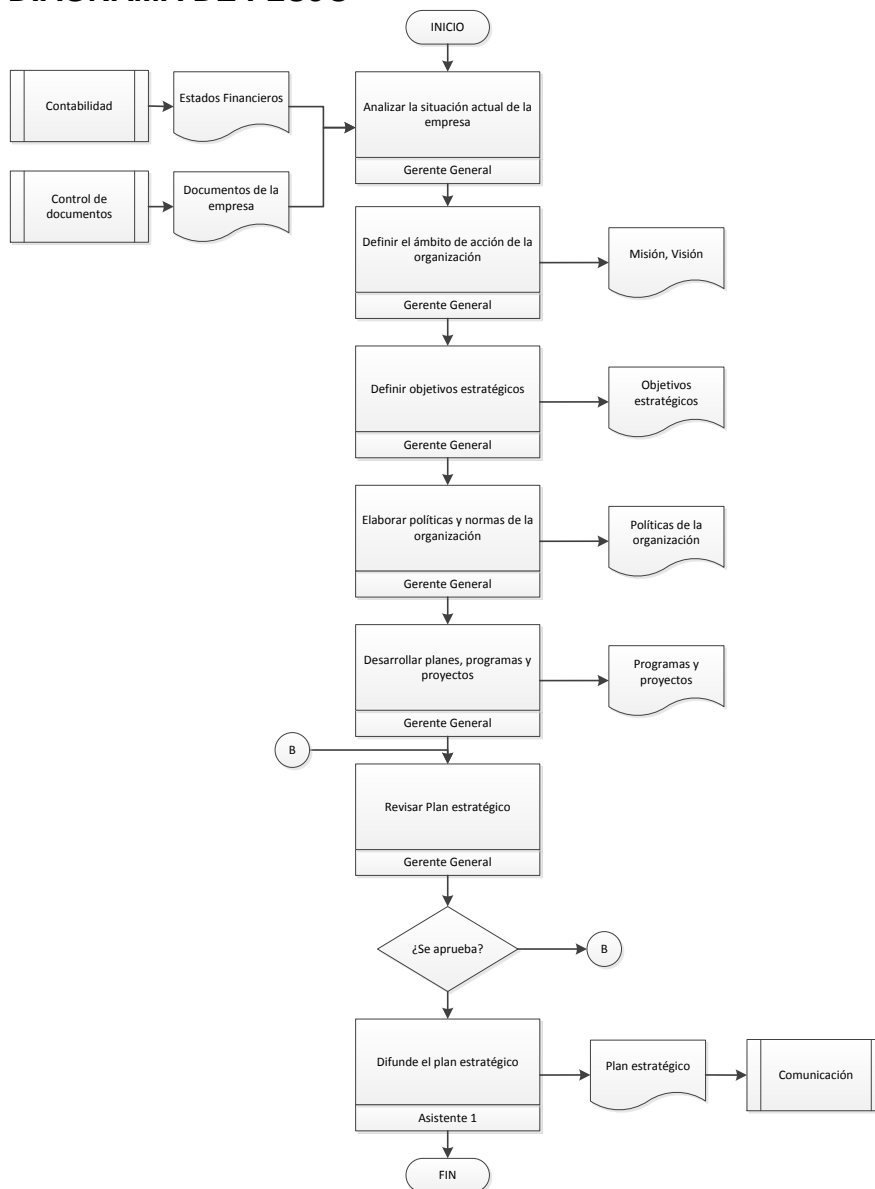 INICIO
Contabilidad
Estados Financieros
Analizar la situación actual de la
empresa
Gerente General
Control de
documentos
Documentos de la
empresa
Definir el ámbito de acción de la
organización
Gerente General
Misión, Visión
Definir objetivos estratégicos
Gerente General
Objetivos
estratégicos
Elaborar políticas y normas de la
organización
Gerente General
Políticas de la
organización
Desarrollar planes, programas y
proyectos
Gerente General
Programas y
proyectos
B
Revisar Plan estratégico
Gerente General
¿Se aprueba?
B
Difunde el plan estratégico
Asistente 1
Plan estratégico
Comunicación
FIN